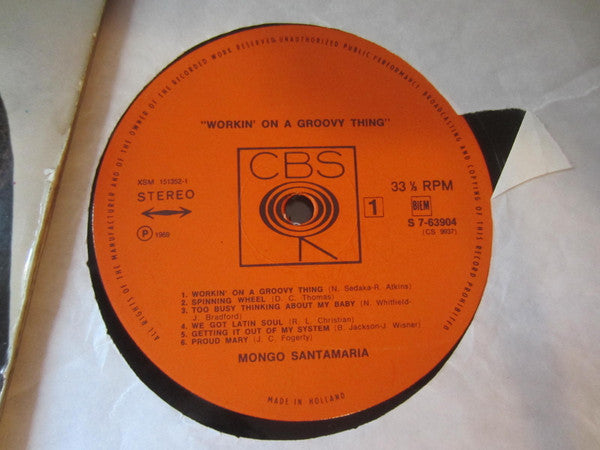 ALL RIGHTS OF THE MANUFACTURER AND OF THE OWNER OF THE RECORDED WORK RESERVED. UNAUTHORIZED PUBLIC PERFORMANCE, BROADCASTING AND COPYING OF THIS RECORD PROHIBITED
"WORKIN' ON A GROOVY THING"
CBS
XSM 151352-1
STEREO
℗ 1969
1
33 ⅓ RPM
BIEM
S 7-63904
(CS 9937)
1. WORKIN' ON A GROOVY THING (N. Sedaka-R. Atkins)
2. SPINNING WHEEL (D. C. Thomas)
3. TOO BUSY THINKING ABOUT MY BABY (N. Whitfield-
J. Bradford)
4. WE GOT LATIN SOUL (R. L. Christian)
5. GETTING IT OUT OF MY SYSTEM (B. Jackson-J. Wisner)
6. PROUD MARY (J. C. Fogerty)
MONGO SANTAMARIA
MADE IN HOLLAND